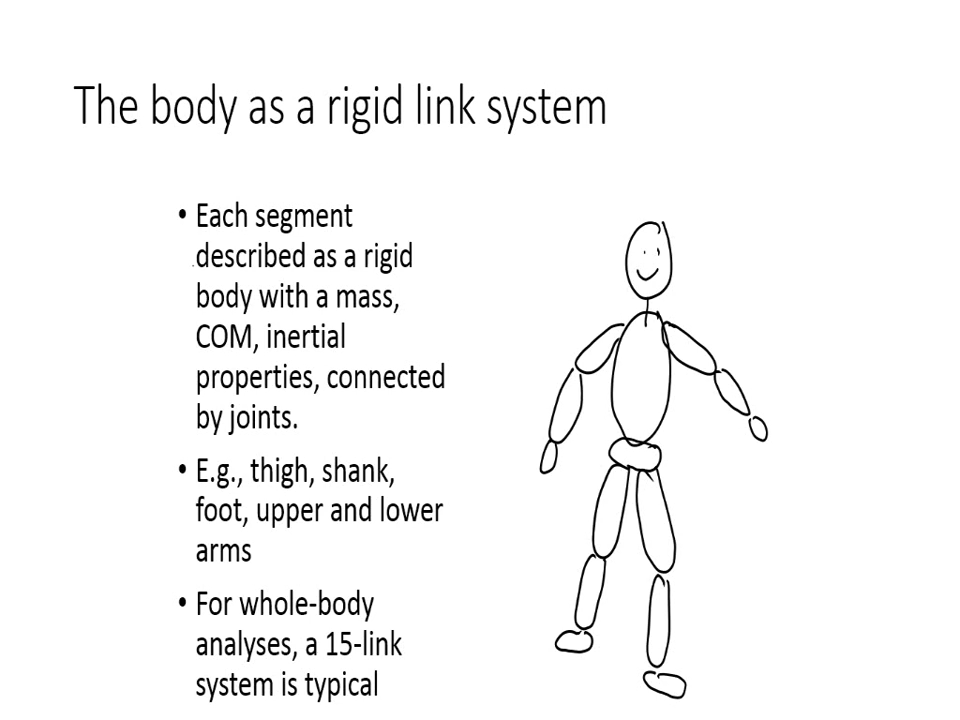 The body as a rigid link system
• Each segment
described as a rigid
body with a mass,
COM, inertial
properties, connected
by joints.
• E.g., thigh, shank,
foot, upper and lower
arms
• For whole-body
analyses, a 15-link
system is typical